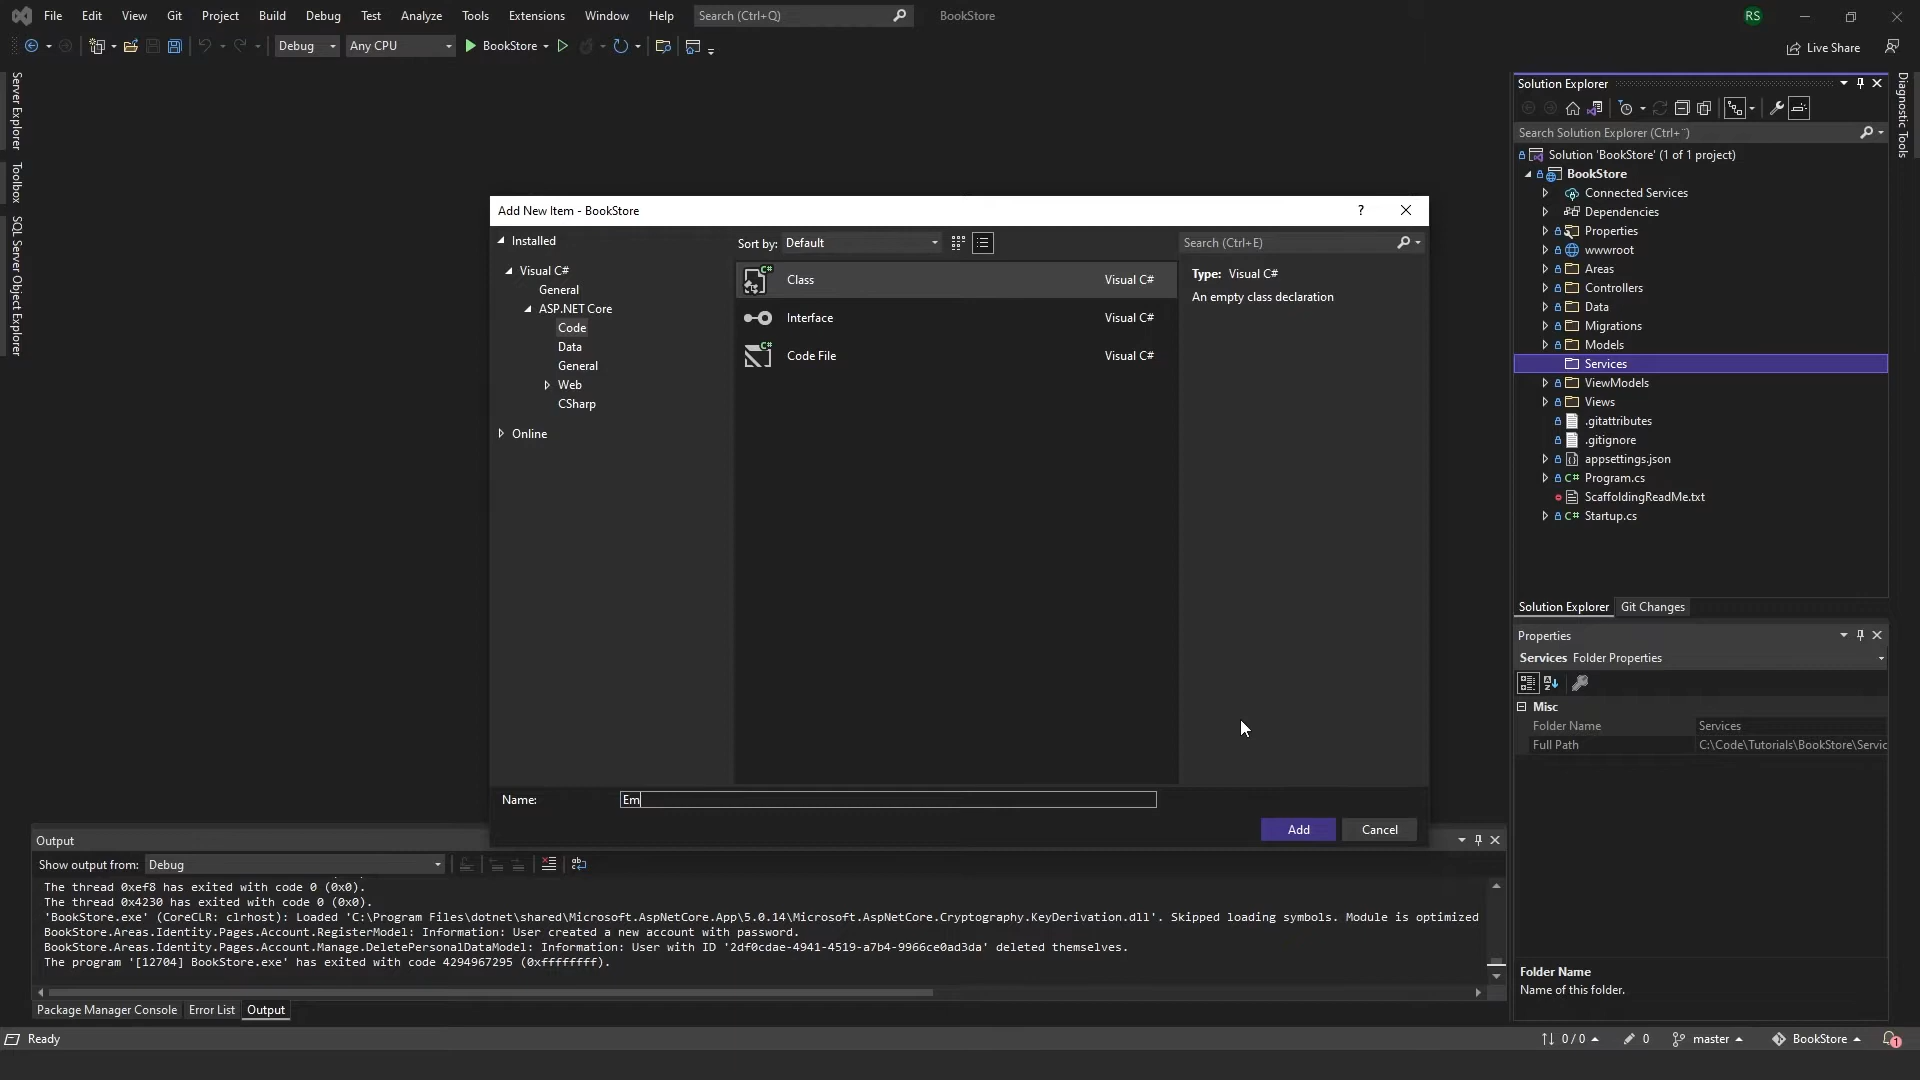 File Edit View Git Project Build Debug Test Analyze Tools Extensions Window Help Search (Ctrl+Q) BookStore RS
Debug Any CPU BookStore Live Share
Server Explorer
Toolbox
SQL Server Object Explorer
Add New Item - BookStore ?
Installed
Visual C#
General
ASP.NET Core
Code
Data
General
Web
CSharp
Online
Sort by: Default
Class Visual C#
Interface Visual C#
Code File Visual C#
Search (Ctrl+E)
Type: Visual C#
An empty class declaration
Name: Em
Add Cancel
Solution Explorer
Search Solution Explorer (Ctrl+¨)
Solution 'BookStore' (1 of 1 project)
BookStore
Connected Services
Dependencies
Properties
wwwroot
Areas
Controllers
Data
Migrations
Models
Services
ViewModels
Views
.gitattributes
.gitignore
appsettings.json
C# Program.cs
ScaffoldingReadMe.txt
C# Startup.cs
Solution Explorer Git Changes
Diagnostic Tools
Properties
Services Folder Properties
Misc
Folder Name Services
Full Path C:\Code\Tutorials\BookStore\Servic
Folder Name
Name of this folder.
Output
Show output from: Debug
The thread 0xef8 has exited with code 0 (0x0).
The thread 0x4230 has exited with code 0 (0x0).
'BookStore.exe' (CoreCLR: clrhost): Loaded 'C:\Program Files\dotnet\shared\Microsoft.AspNetCore.App\5.0.14\Microsoft.AspNetCore.Cryptography.KeyDerivation.dll'. Skipped loading symbols. Module is optimized
BookStore.Areas.Identity.Pages.Account.RegisterModel: Information: User created a new account with password.
BookStore.Areas.Identity.Pages.Account.Manage.DeletePersonalDataModel: Information: User with ID '2df0cdae-4941-4519-a7b4-9966ce0ad3da' deleted themselves.
The program '[12704] BookStore.exe' has exited with code 4294967295 (0xffffffff).
Package Manager Console Error List Output
Ready 0 / 0 0 master BookStore 1